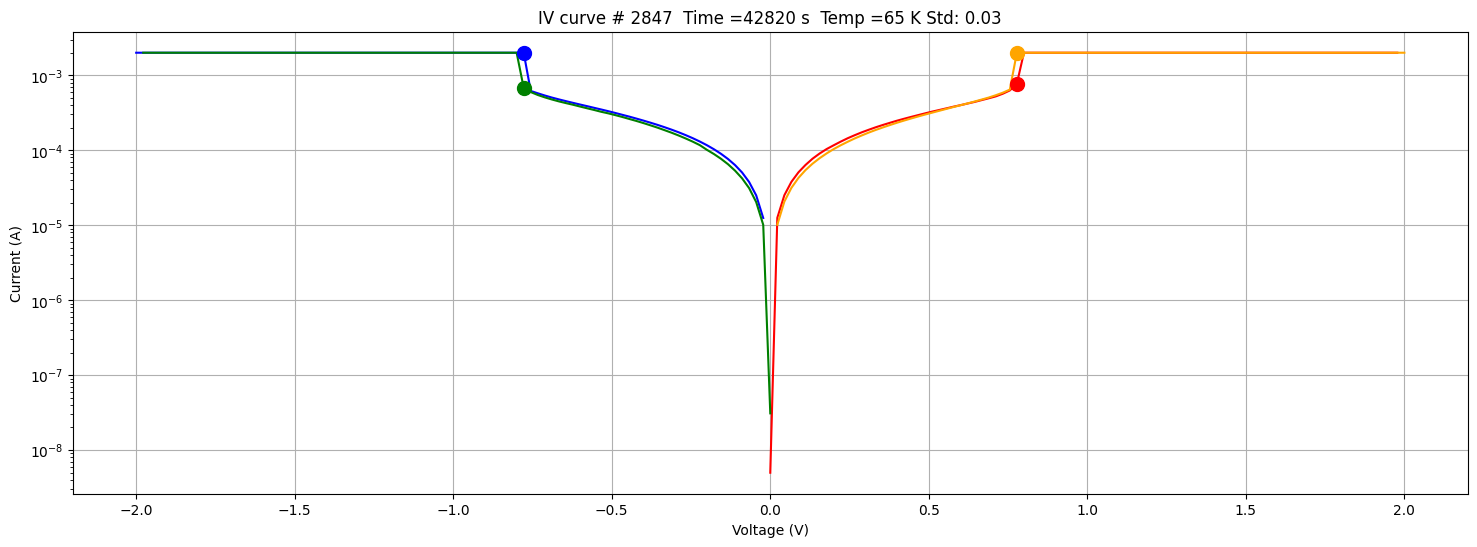 IV curve # 2847  Time =42820 s  Temp =65 K Std: 0.03
Current (A)
10⁻³
10⁻⁴
10⁻⁵
10⁻⁶
10⁻⁷
10⁻⁸
−2.0 −1.5 −1.0 −0.5 0.0 0.5 1.0 1.5 2.0
Voltage (V)